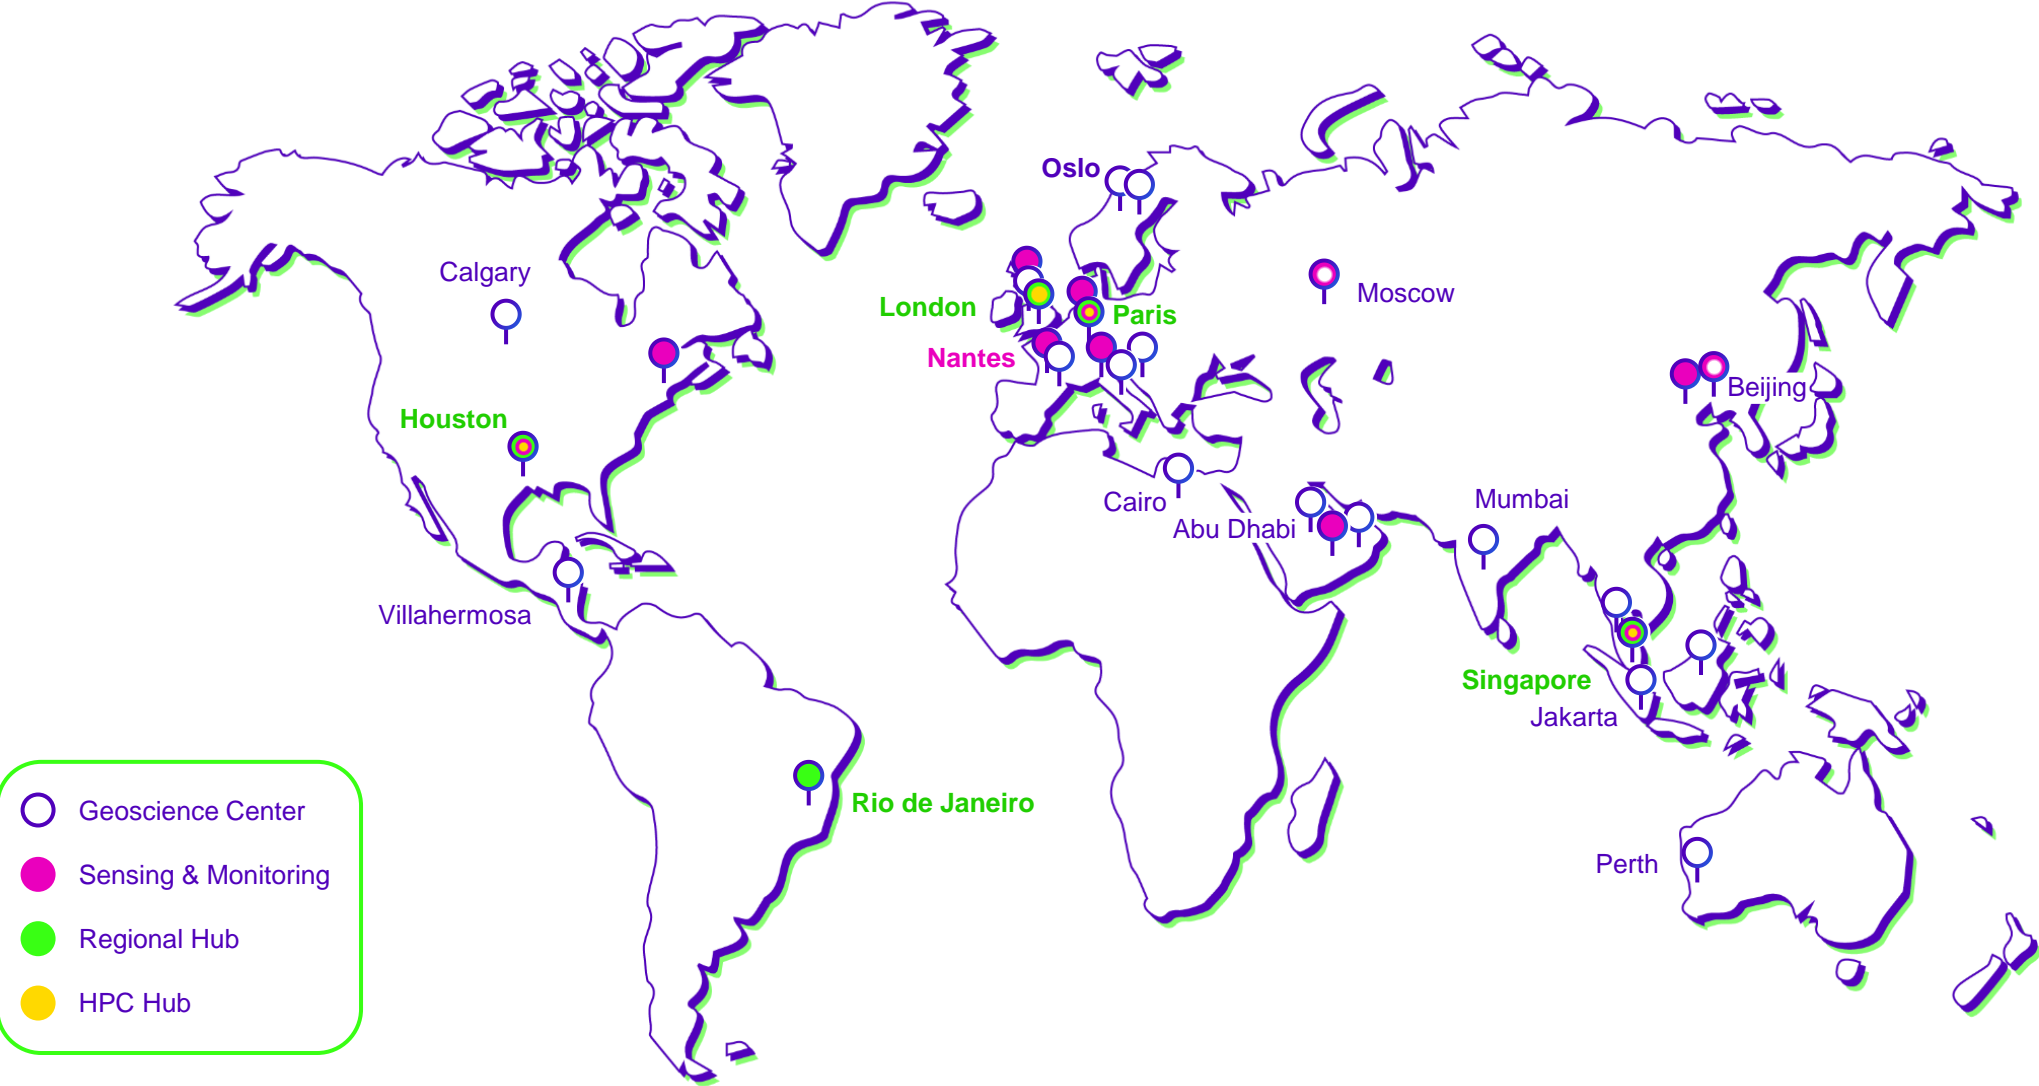 Oslo
Calgary
London
Paris
Moscow
Nantes
Beijing
Houston
Cairo
Mumbai
Abu Dhabi
Villahermosa
Singapore
Jakarta
Rio de Janeiro
Perth
Geoscience Center
Sensing & Monitoring
Regional Hub
HPC Hub